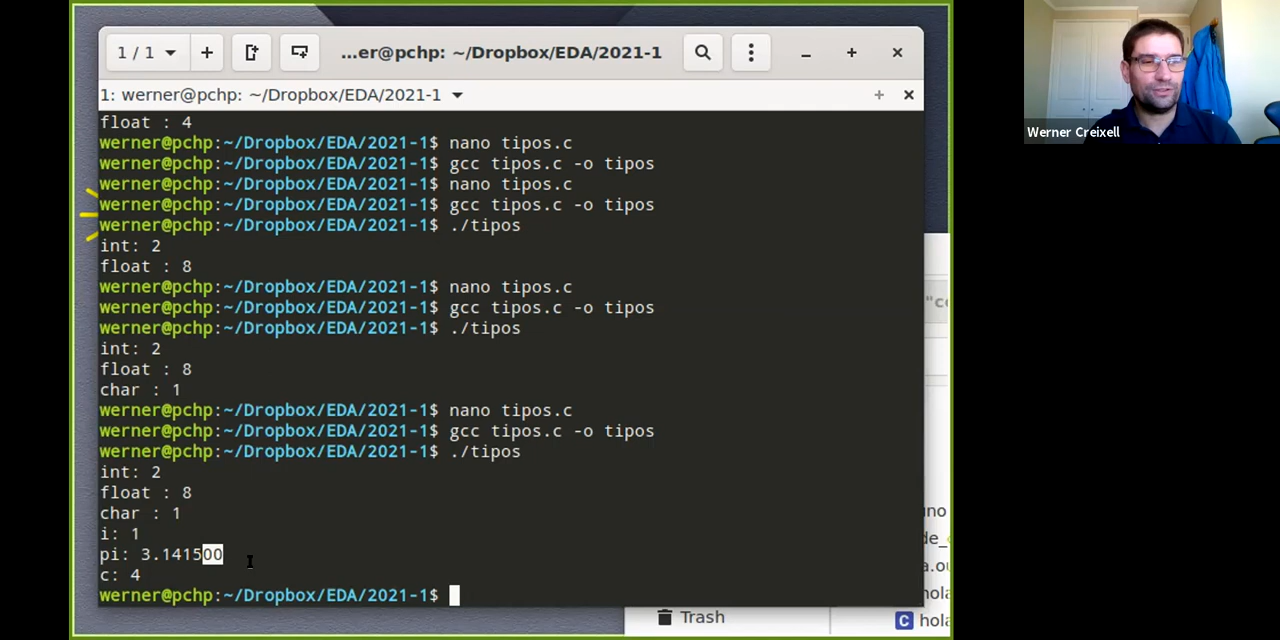 1 / 1
...er@pchp: ~/Dropbox/EDA/2021-1
1: werner@pchp: ~/Dropbox/EDA/2021-1
float : 4
werner@pchp:~/Dropbox/EDA/2021-1$ nano tipos.c
werner@pchp:~/Dropbox/EDA/2021-1$ gcc tipos.c -o tipos
werner@pchp:~/Dropbox/EDA/2021-1$ nano tipos.c
werner@pchp:~/Dropbox/EDA/2021-1$ gcc tipos.c -o tipos
werner@pchp:~/Dropbox/EDA/2021-1$ ./tipos
int: 2
float : 8
werner@pchp:~/Dropbox/EDA/2021-1$ nano tipos.c
werner@pchp:~/Dropbox/EDA/2021-1$ gcc tipos.c -o tipos
werner@pchp:~/Dropbox/EDA/2021-1$ ./tipos
int: 2
float : 8
char : 1
werner@pchp:~/Dropbox/EDA/2021-1$ nano tipos.c
werner@pchp:~/Dropbox/EDA/2021-1$ gcc tipos.c -o tipos
werner@pchp:~/Dropbox/EDA/2021-1$ ./tipos
int: 2
float : 8
char : 1
i: 1
pi: 3.141500
c: 4
werner@pchp:~/Dropbox/EDA/2021-1$
Trash
C hola
Werner Creixell